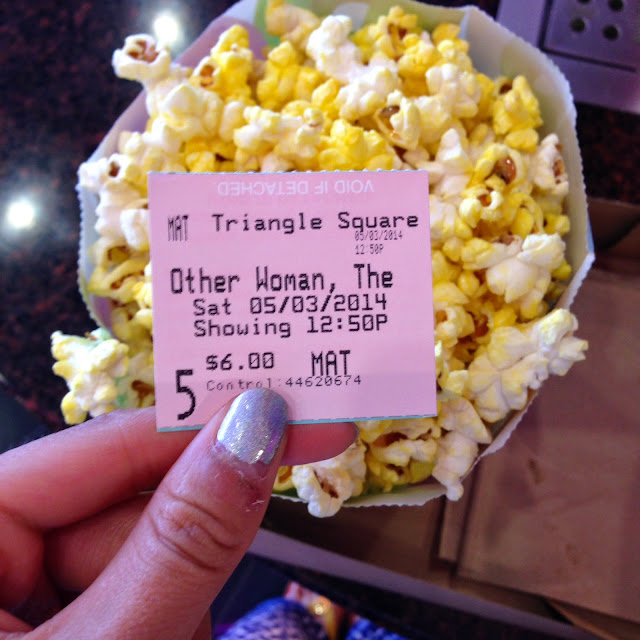 VOID IF DETACHED
MAT Triangle Square
05/03/2014
12:50P
Other Woman, The
Sat 05/03/2014
Showing 12:50P
$6.00 MAT
5 Control:44620674